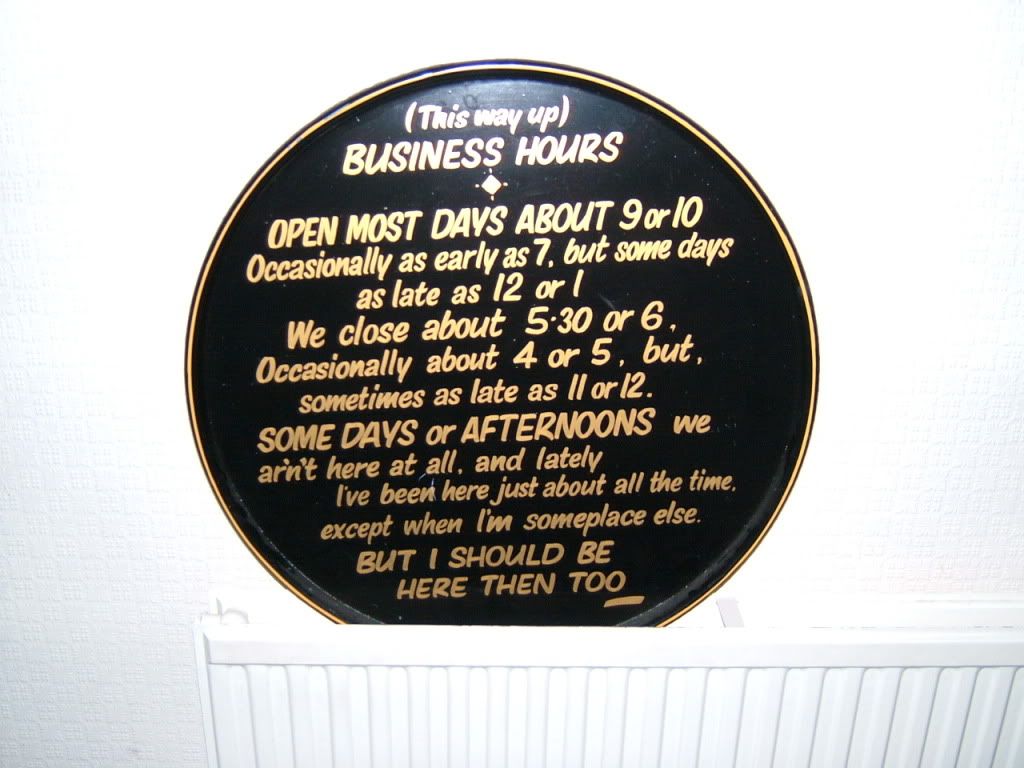 (This way up)
BUSINESS HOURS
OPEN MOST DAYS ABOUT 9 or 10
Occasionally as early as 7, but some days
as late as 12 or 1
We close about 5·30 or 6,
Occasionally about 4 or 5, but,
sometimes as late as 11 or 12.
SOME DAYS or AFTERNOONS we
arn't here at all, and lately
I've been here just about all the time,
except when I'm someplace else.
BUT I SHOULD BE
HERE THEN TOO